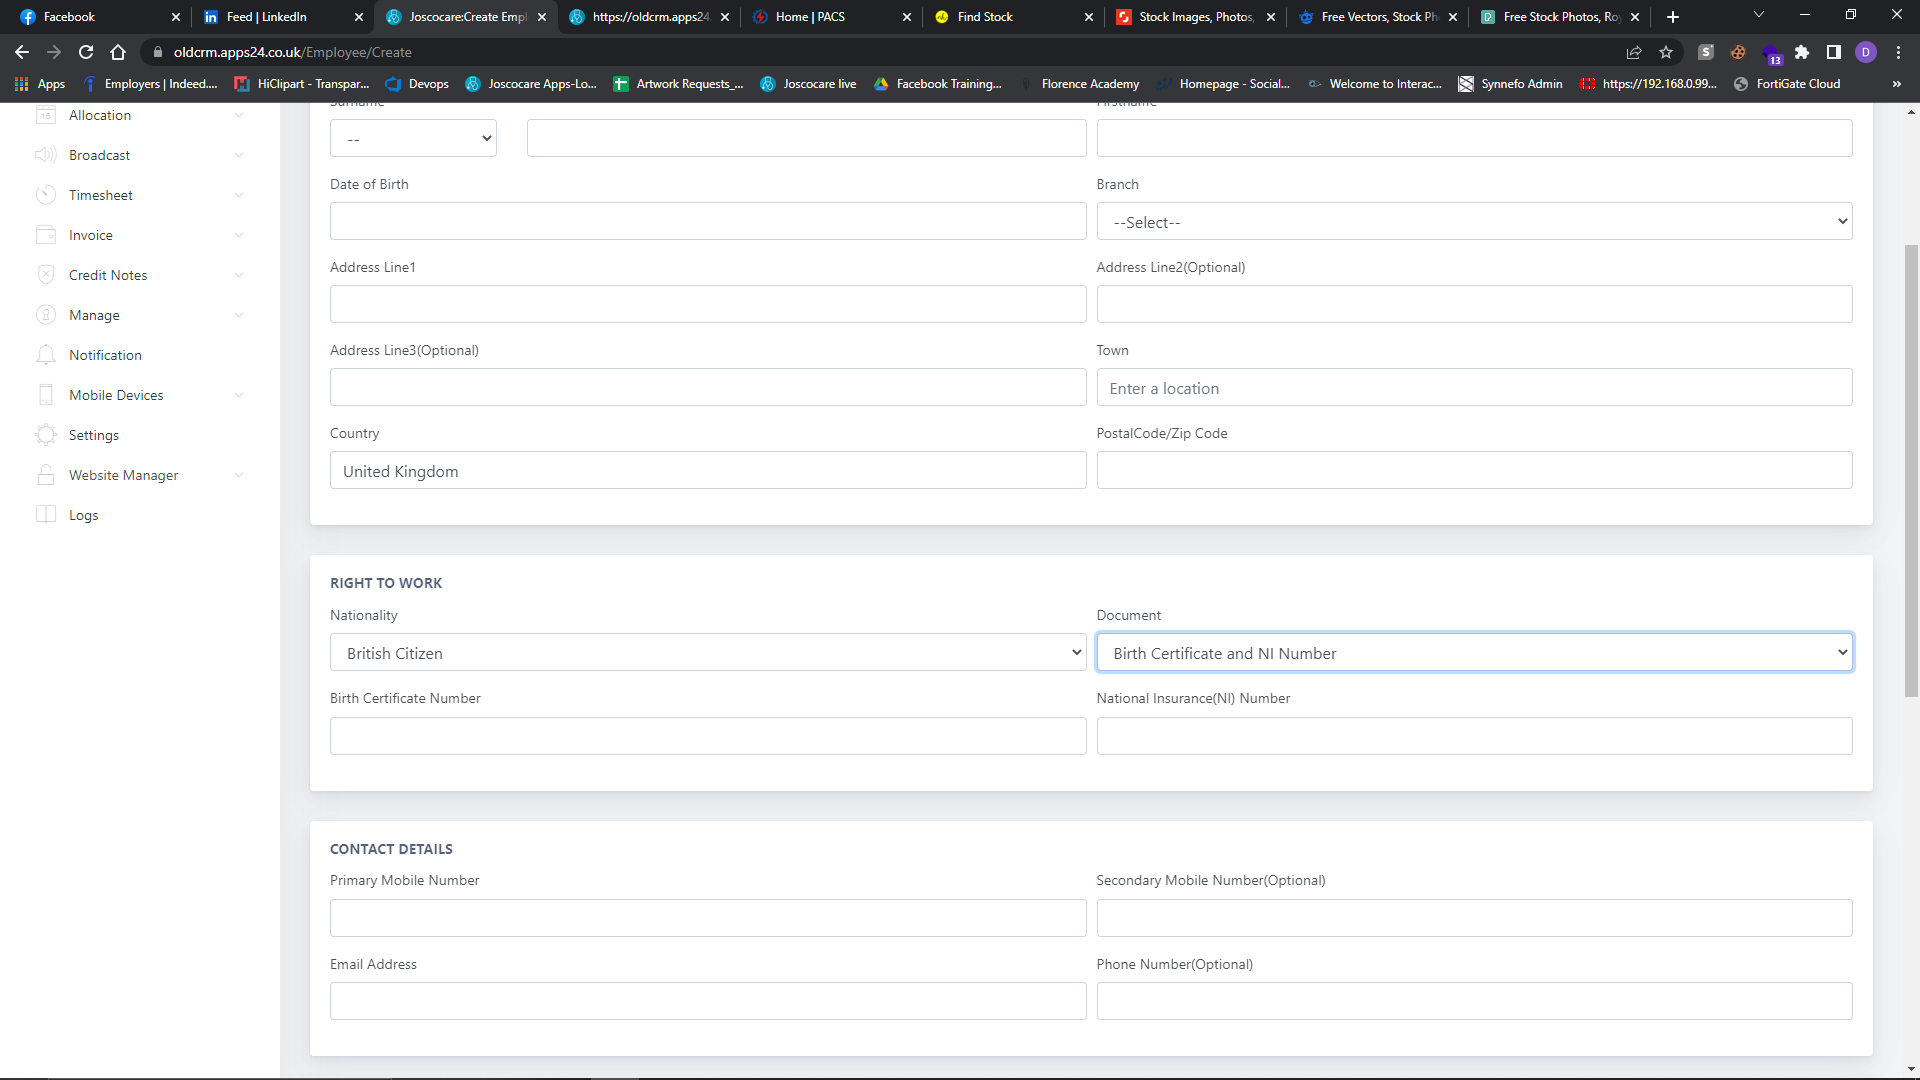 Facebook
Feed | LinkedIn
Joscocare:Create Empl
https://oldcrm.apps24.c
Home | PACS
Find Stock
Stock Images, Photos,
Free Vectors, Stock Ph
Free Stock Photos, Roy
oldcrm.apps24.co.uk/Employee/Create
13
D
Apps
Employers | Indeed....
HiClipart - Transpar...
Devops
Joscocare Apps-Lo...
Artwork Requests_...
Joscocare live
Facebook Training...
Florence Academy
Homepage - Social...
Welcome to Interac...
Synnefo Admin
https://192.168.0.99...
FortiGate Cloud
»
Allocation
Broadcast
Timesheet
Invoice
Credit Notes
Manage
Notification
Mobile Devices
Settings
Website Manager
Logs
Surname
Firstname
--
Date of Birth
Branch
--Select--
Address Line1
Address Line2(Optional)
Address Line3(Optional)
Town
Enter a location
Country
PostalCode/Zip Code
United Kingdom
RIGHT TO WORK
Nationality
Document
British Citizen
Birth Certificate and NI Number
Birth Certificate Number
National Insurance(NI) Number
CONTACT DETAILS
Primary Mobile Number
Secondary Mobile Number(Optional)
Email Address
Phone Number(Optional)